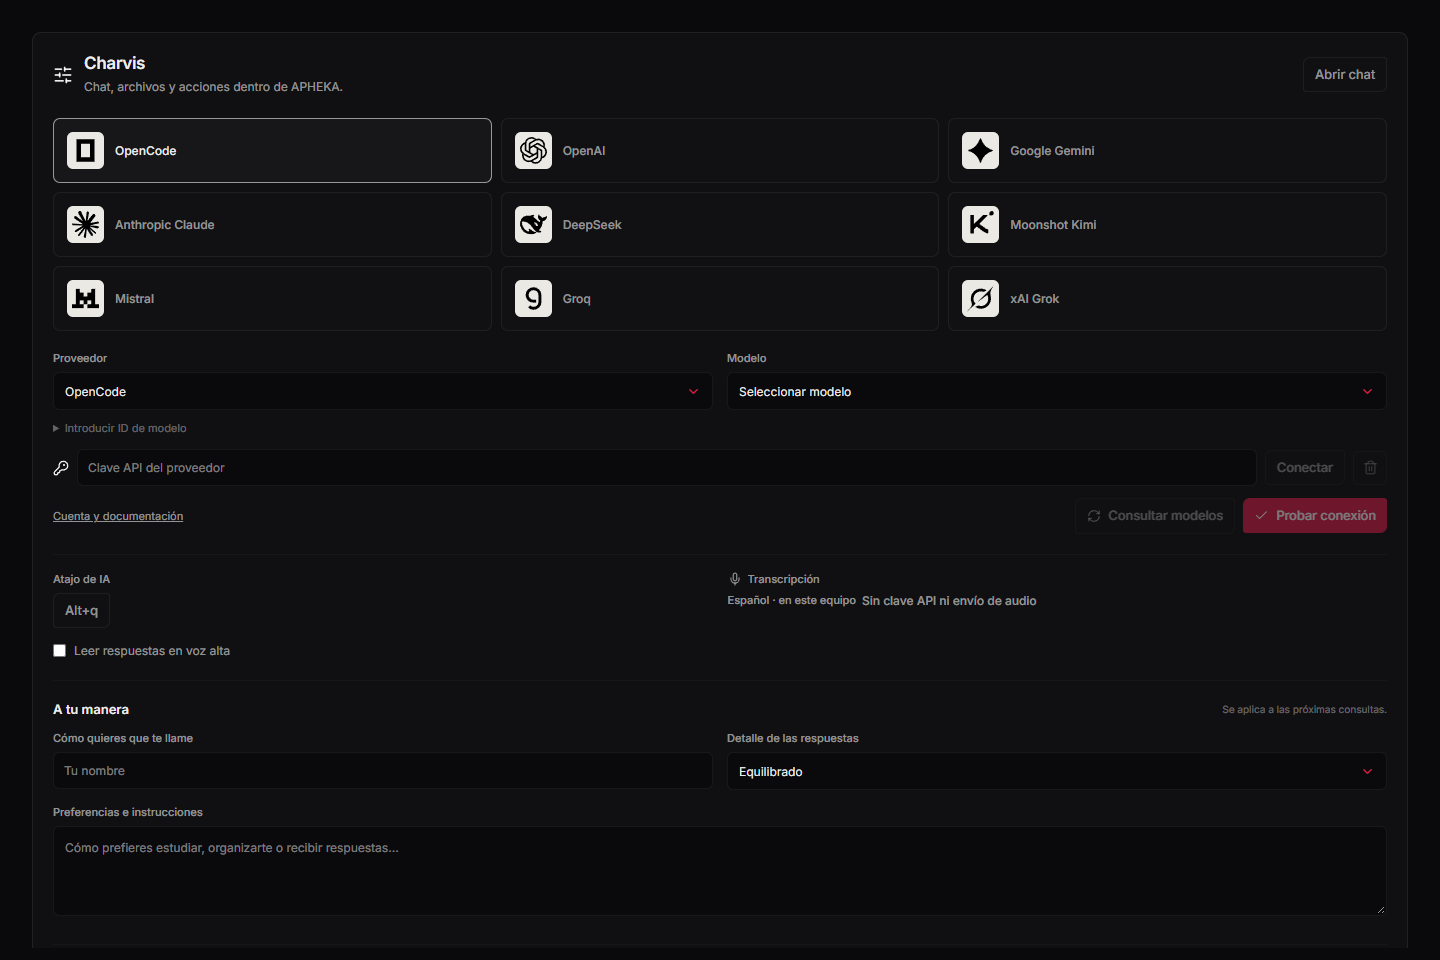 Charvis
Chat, archivos y acciones dentro de APHEKA.
Abrir chat
OpenCode
OpenAI
Google Gemini
Anthropic Claude
DeepSeek
Moonshot Kimi
Mistral
Groq
xAI Grok
Proveedor
Modelo
OpenCode
Seleccionar modelo
Introducir ID de modelo
Clave API del proveedor
Conectar
Cuenta y documentación
Consultar modelos
Probar conexión
Atajo de IA
Transcripción
Alt+q
Español · en este equipo Sin clave API ni envío de audio
Leer respuestas en voz alta
A tu manera
Se aplica a las próximas consultas.
Cómo quieres que te llame
Detalle de las respuestas
Tu nombre
Equilibrado
Preferencias e instrucciones
Cómo prefieres estudiar, organizarte o recibir respuestas...